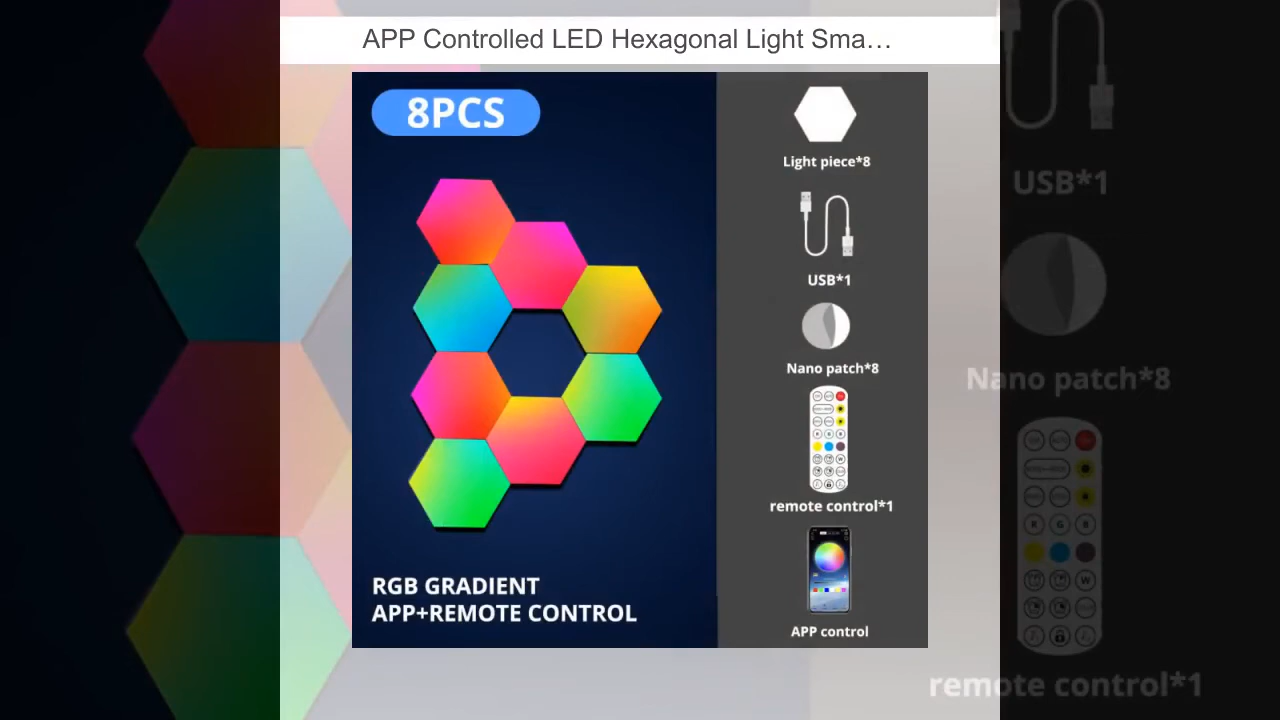 APP Controlled LED Hexagonal Light Sma…
8PCS
Light piece*8
USB*1
Nano patch*8
remote control*1
APP control
RGB GRADIENT
APP+REMOTE CONTROL
USB*1
Nano patch*8
remote control*1